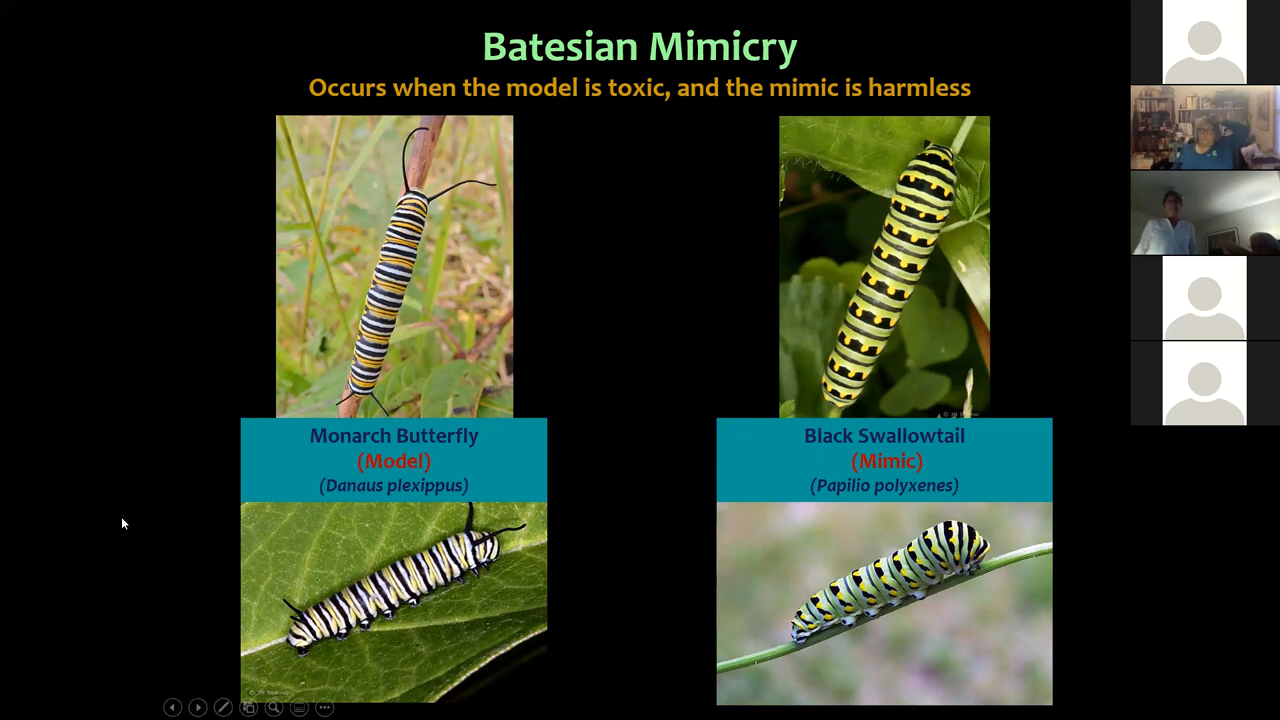 Batesian Mimicry
Occurs when the model is toxic, and the mimic is harmless
Monarch Butterfly
(Model)
(Danaus plexippus)
Black Swallowtail
(Mimic)
(Papilio polyxenes)